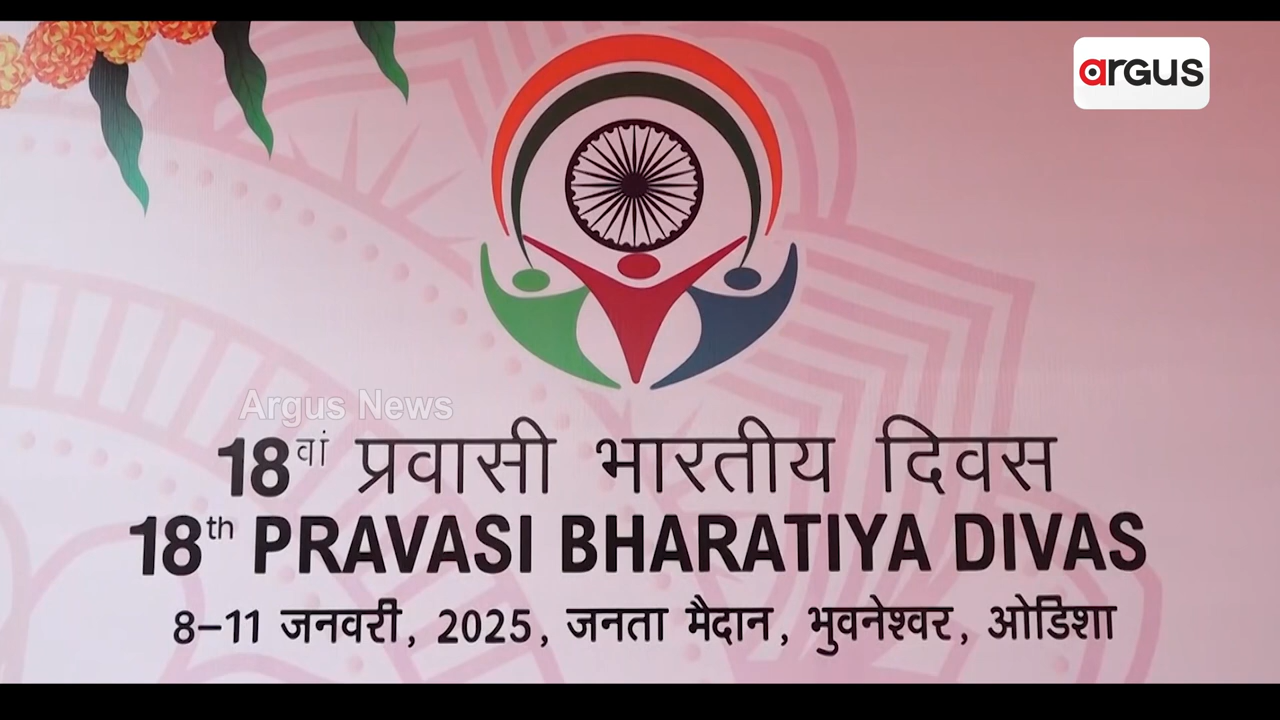 argus
Argus News
18वां प्रवासी भारतीय दिवस
18th PRAVASI BHARATIYA DIVAS
8–11 जनवरी, 2025, जनता मैदान, भुवनेश्वर, ओडिशा